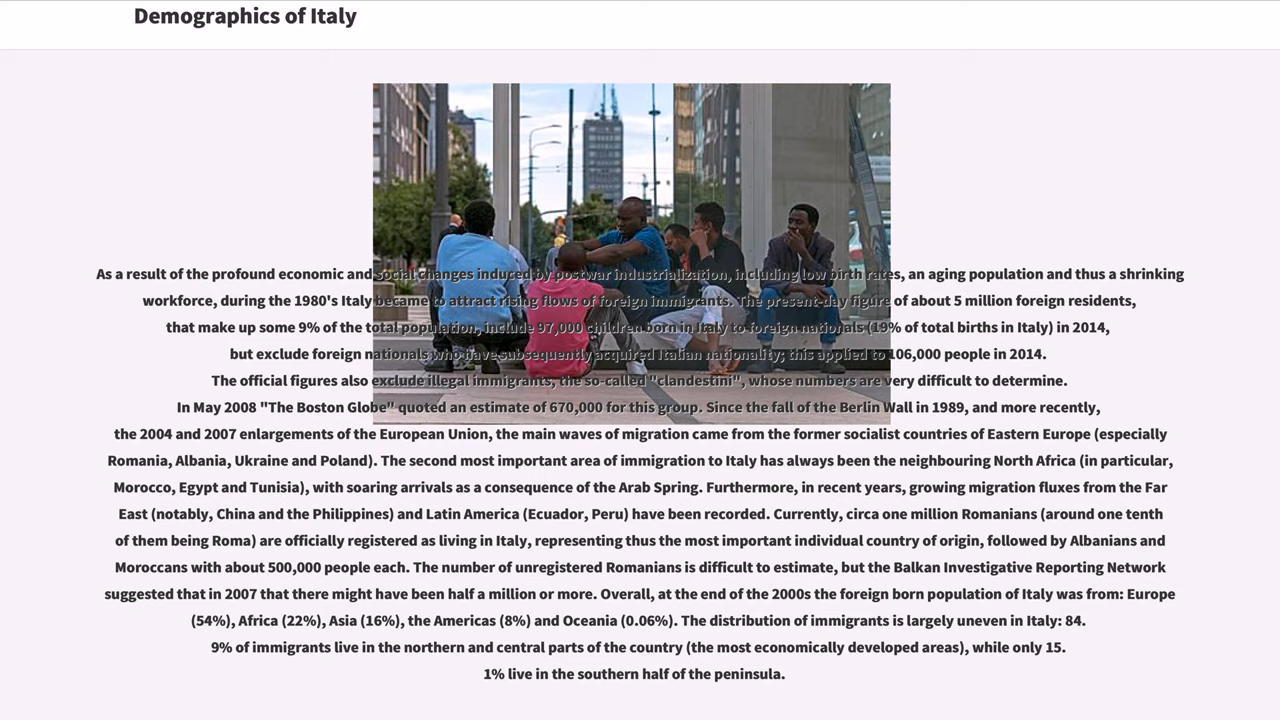 Demographics of Italy
As a result of the profound economic and social changes induced by postwar industrialization, including low birth rates, an aging population and thus a shrinking
workforce, during the 1980's Italy became to attract rising flows of foreign immigrants. The present-day figure of about 5 million foreign residents,
that make up some 9% of the total population, include 97,000 children born in Italy to foreign nationals (19% of total births in Italy) in 2014,
but exclude foreign nationals who have subsequently acquired Italian nationality; this applied to 106,000 people in 2014.
The official figures also exclude illegal immigrants, the so-called "clandestini", whose numbers are very difficult to determine.
In May 2008 "The Boston Globe" quoted an estimate of 670,000 for this group. Since the fall of the Berlin Wall in 1989, and more recently,
the 2004 and 2007 enlargements of the European Union, the main waves of migration came from the former socialist countries of Eastern Europe (especially
Romania, Albania, Ukraine and Poland). The second most important area of immigration to Italy has always been the neighbouring North Africa (in particular,
Morocco, Egypt and Tunisia), with soaring arrivals as a consequence of the Arab Spring. Furthermore, in recent years, growing migration fluxes from the Far
East (notably, China and the Philippines) and Latin America (Ecuador, Peru) have been recorded. Currently, circa one million Romanians (around one tenth
of them being Roma) are officially registered as living in Italy, representing thus the most important individual country of origin, followed by Albanians and
Moroccans with about 500,000 people each. The number of unregistered Romanians is difficult to estimate, but the Balkan Investigative Reporting Network
suggested that in 2007 that there might have been half a million or more. Overall, at the end of the 2000s the foreign born population of Italy was from: Europe
(54%), Africa (22%), Asia (16%), the Americas (8%) and Oceania (0.06%). The distribution of immigrants is largely uneven in Italy: 84.
9% of immigrants live in the northern and central parts of the country (the most economically developed areas), while only 15.
1% live in the southern half of the peninsula.